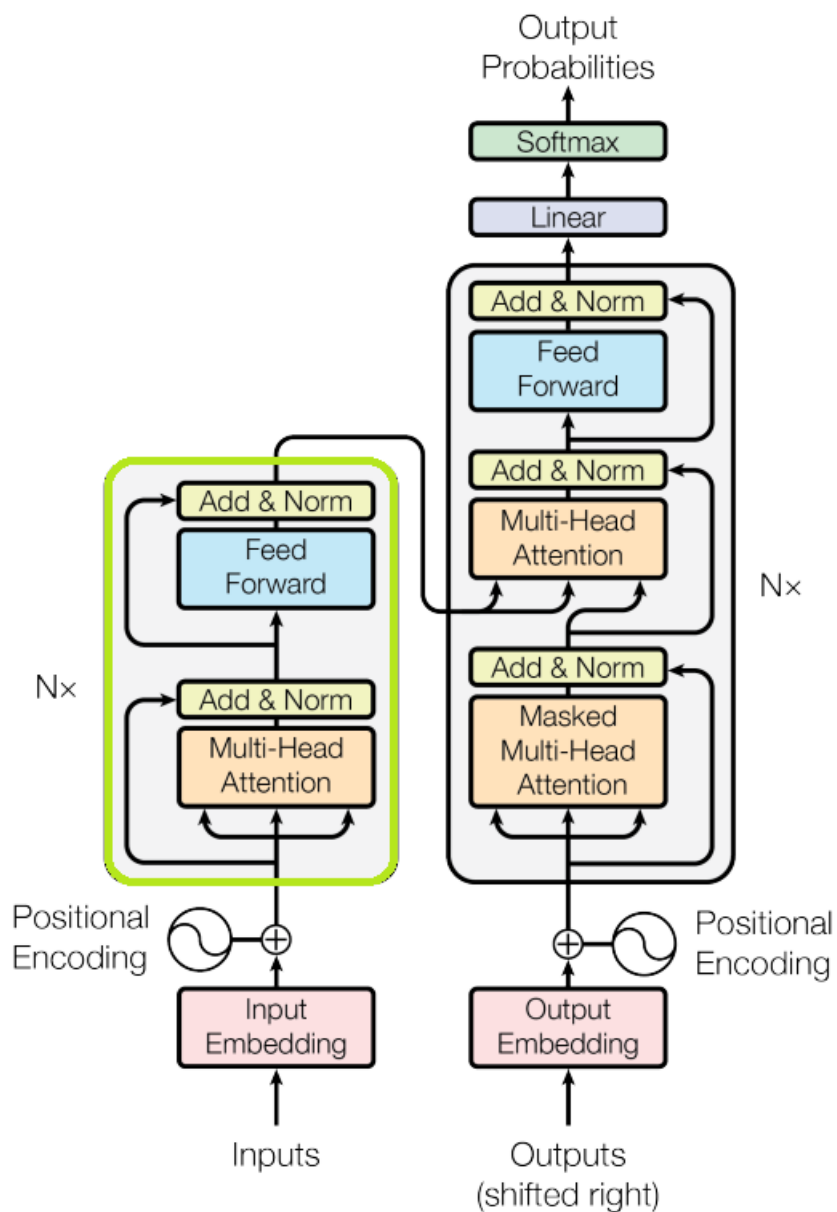 Output
Probabilities
Softmax
Linear
Add & Norm
Feed
Forward
Add & Norm
Multi-Head
Attention
Nx
Add & Norm
Masked
Multi-Head
Attention
Add & Norm
Feed
Forward
Nx
Add & Norm
Multi-Head
Attention
Positional
Encoding
Positional
Encoding
Input
Embedding
Output
Embedding
Inputs
Outputs
(shifted right)